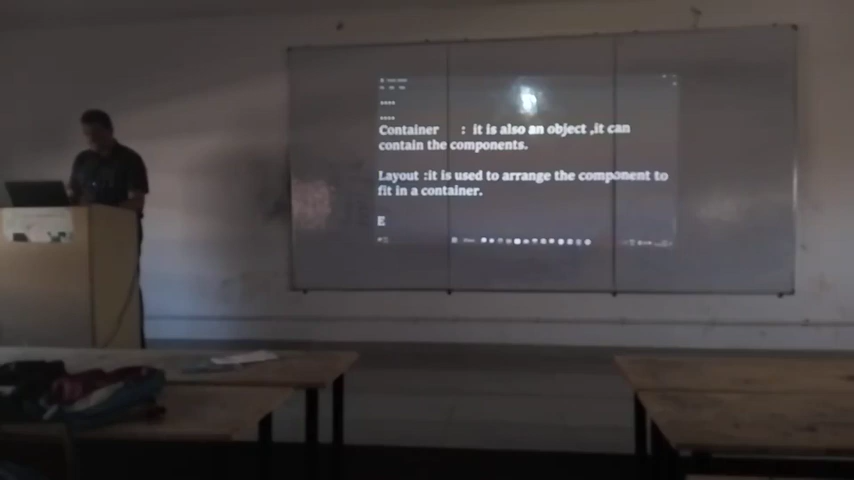 ....
....
Container : it is also an object ,it can
contain the components.
Layout :it is used to arrange the component to
fit in a container.
E